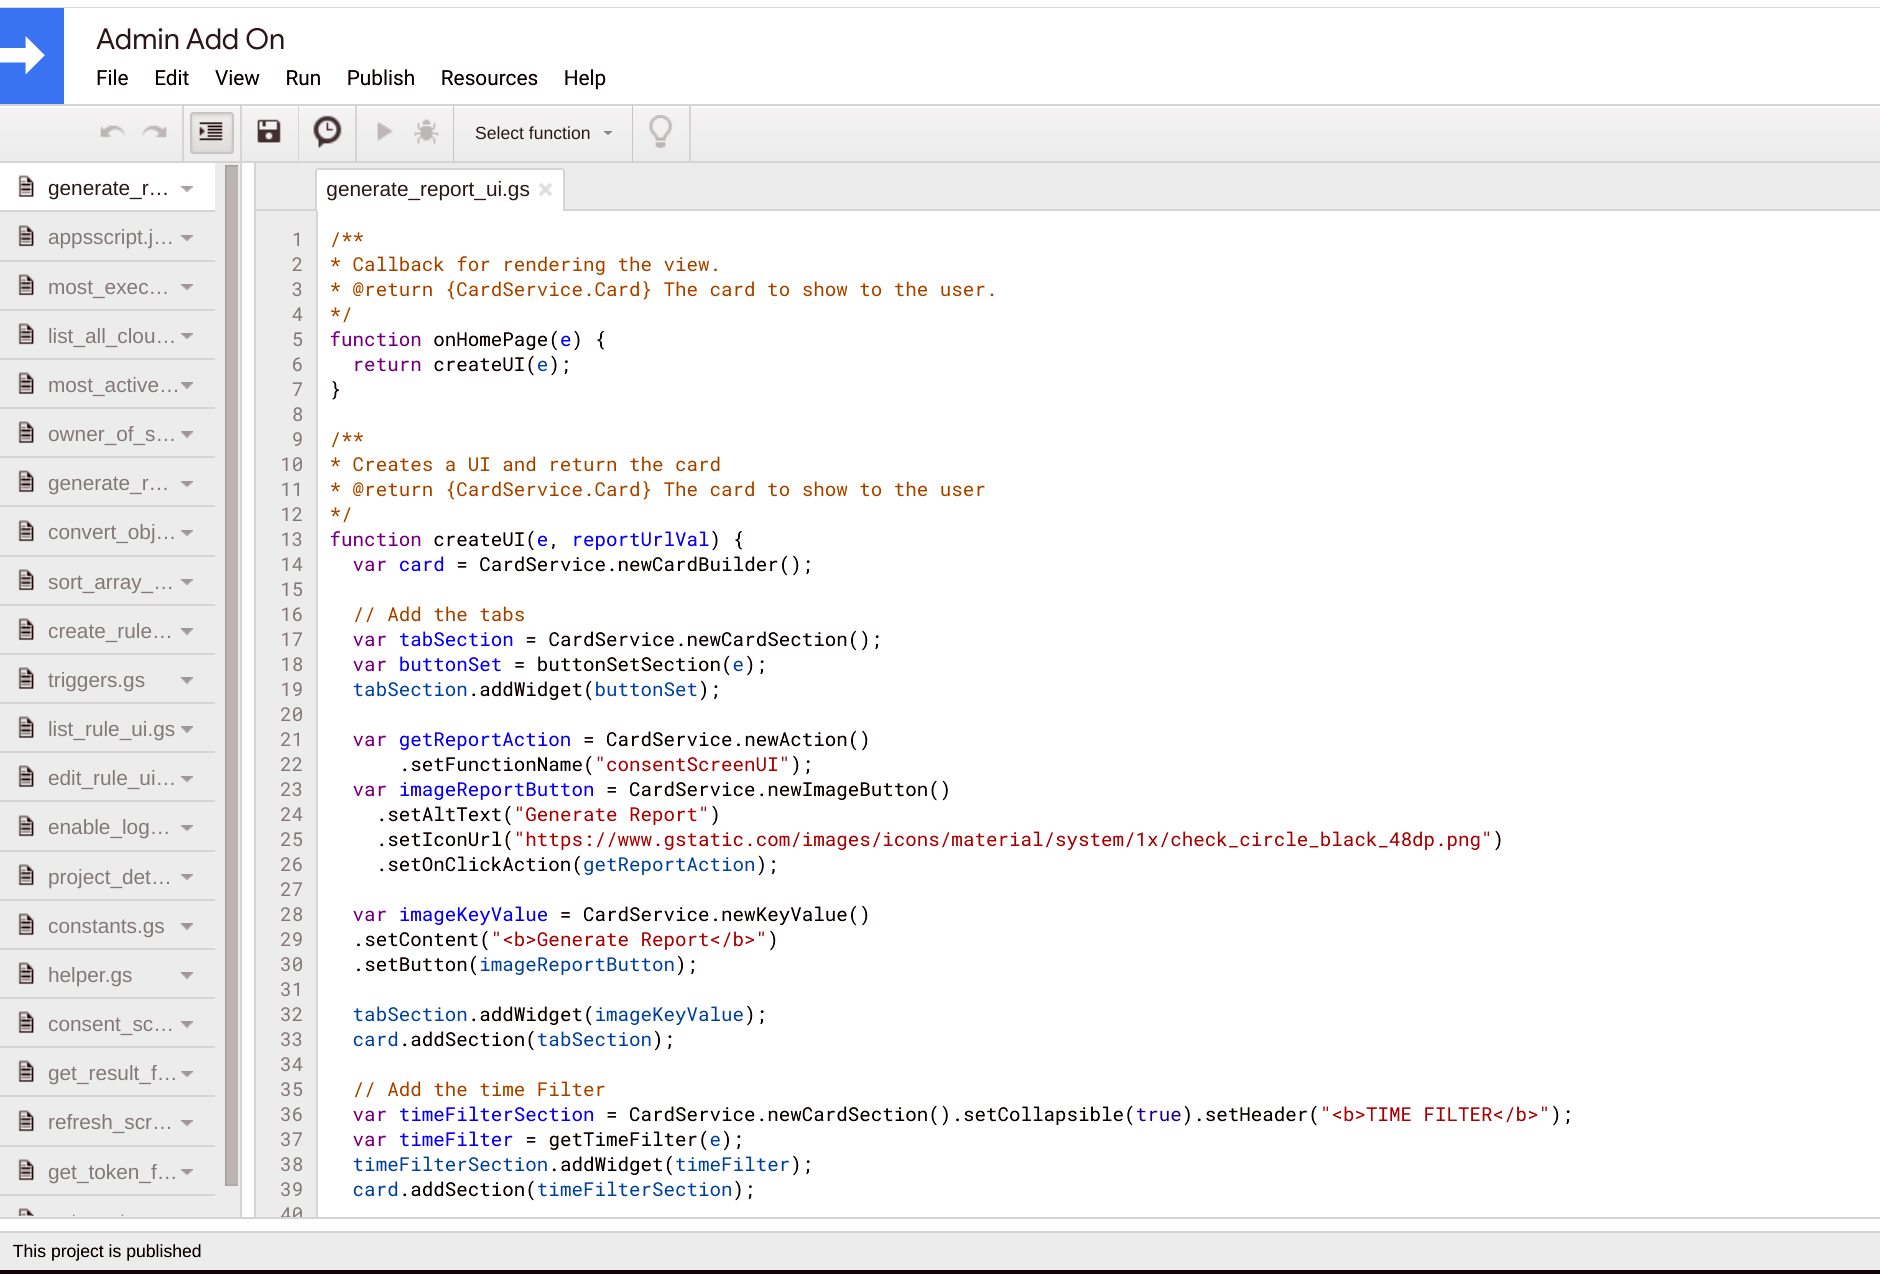 Admin Add On
File Edit View Run Publish Resources Help
Select function
generate_r...
appsscript.j...
most_exec...
list_all_clou...
most_active...
owner_of_s...
generate_r...
convert_obj...
sort_array_...
create_rule...
triggers.gs
list_rule_ui.gs
edit_rule_ui...
enable_log...
project_det...
constants.gs
helper.gs
consent_sc...
get_result_f...
refresh_scr...
get_token_f...
generate_report_ui.gs
1 /**
2 * Callback for rendering the view.
3 * @return {CardService.Card} The card to show to the user.
4 */
5 function onHomePage(e) {
6   return createUI(e);
7 }
8
9 /**
10 * Creates a UI and return the card
11 * @return {CardService.Card} The card to show to the user
12 */
13 function createUI(e, reportUrlVal) {
14   var card = CardService.newCardBuilder();
15
16   // Add the tabs
17   var tabSection = CardService.newCardSection();
18   var buttonSet = buttonSetSection(e);
19   tabSection.addWidget(buttonSet);
20
21   var getReportAction = CardService.newAction()
22       .setFunctionName("consentScreenUI");
23   var imageReportButton = CardService.newImageButton()
24     .setAltText("Generate Report")
25     .setIconUrl("https://www.gstatic.com/images/icons/material/system/1x/check_circle_black_48dp.png")
26     .setOnClickAction(getReportAction);
27
28   var imageKeyValue = CardService.newKeyValue()
29   .setContent("<b>Generate Report</b>")
30   .setButton(imageReportButton);
31
32   tabSection.addWidget(imageKeyValue);
33   card.addSection(tabSection);
34
35   // Add the time Filter
36   var timeFilterSection = CardService.newCardSection().setCollapsible(true).setHeader("<b>TIME FILTER</b>");
37   var timeFilter = getTimeFilter(e);
38   timeFilterSection.addWidget(timeFilter);
39   card.addSection(timeFilterSection);
40
This project is published